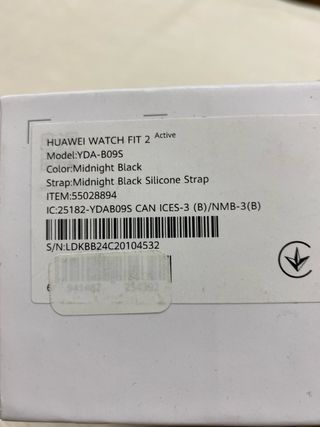 HUAWEI WATCH FIT 2 Active
Model:YDA-B09S
Color:Midnight Black
Strap:Midnight Black Silicone Strap
ITEM:55028894
IC:25182-YDAB09S CAN ICES-3 (B)/NMB-3(B)
S/N:LDKBB24C20104532
6